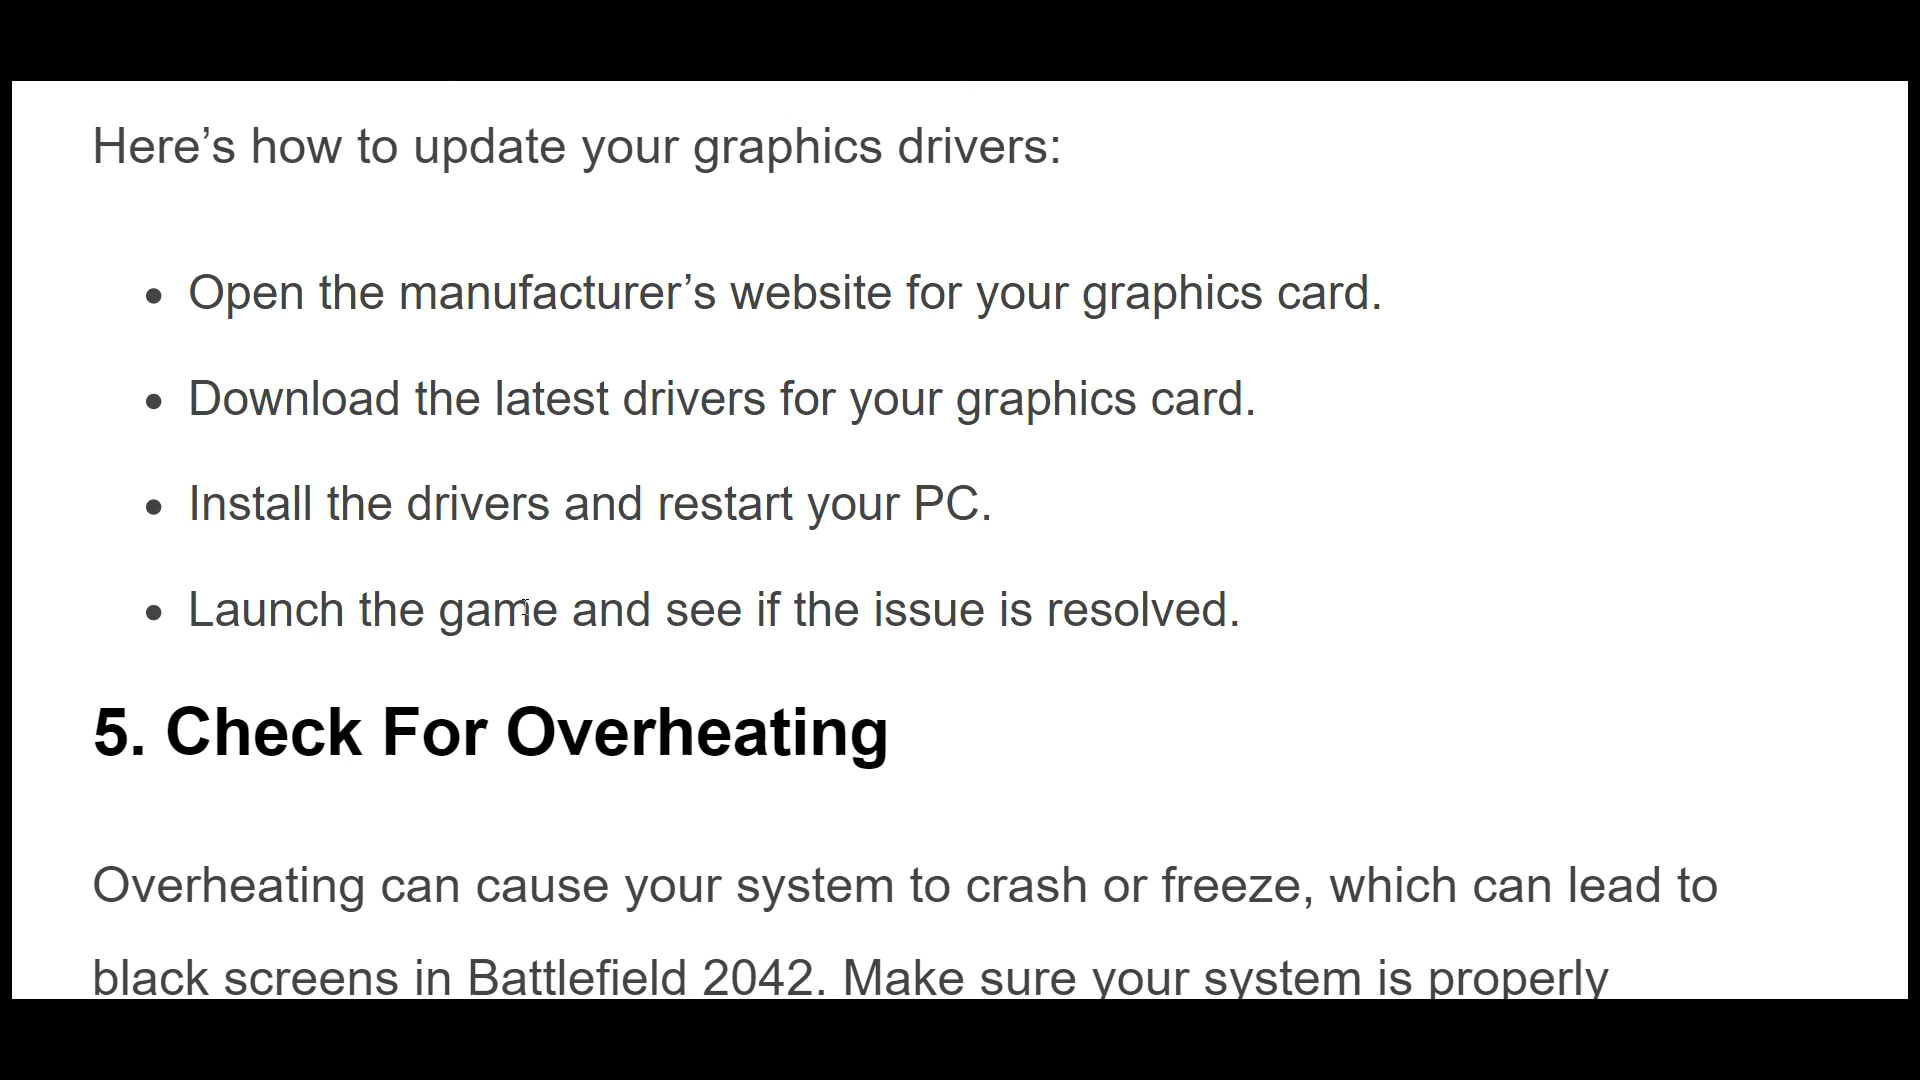 Here’s how to update your graphics drivers:
• Open the manufacturer’s website for your graphics card.
• Download the latest drivers for your graphics card.
• Install the drivers and restart your PC.
• Launch the game and see if the issue is resolved.
5. Check For Overheating
Overheating can cause your system to crash or freeze, which can lead to
black screens in Battlefield 2042. Make sure your system is properly